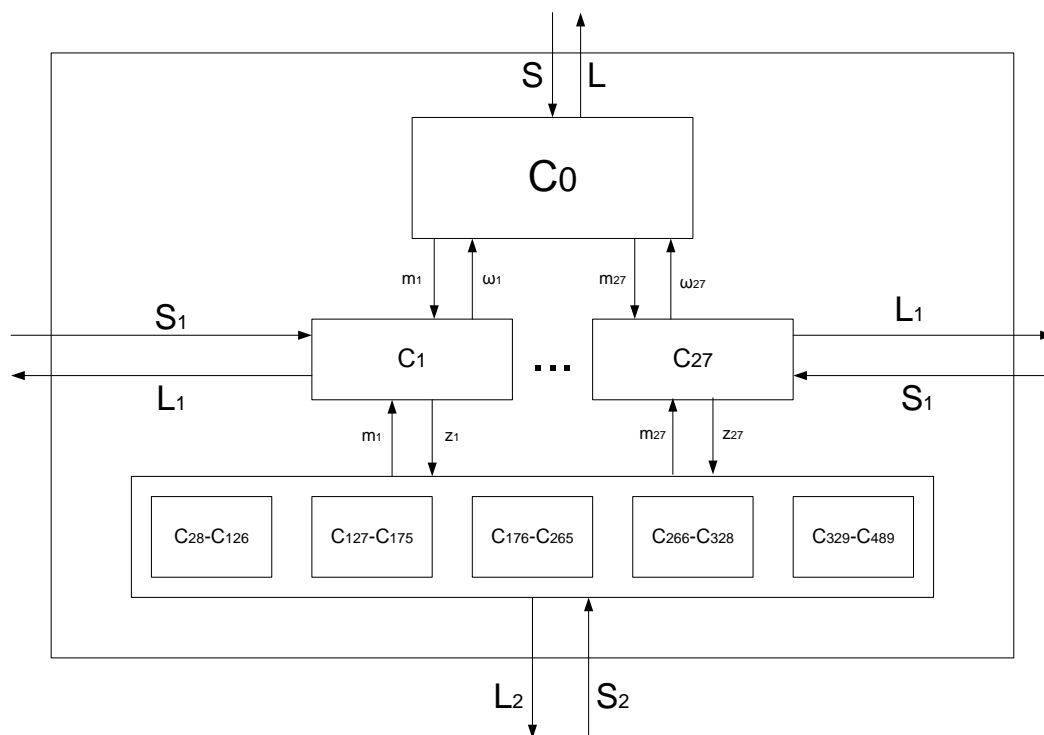 S L
C0
m1 ω1 m27 ω27
S1 L1
C1 ... C27
L1 S1
m1 z1 m27 z27
C28-C126 C127-C175 C176-C265 C266-C328 C329-C489
L2 S2